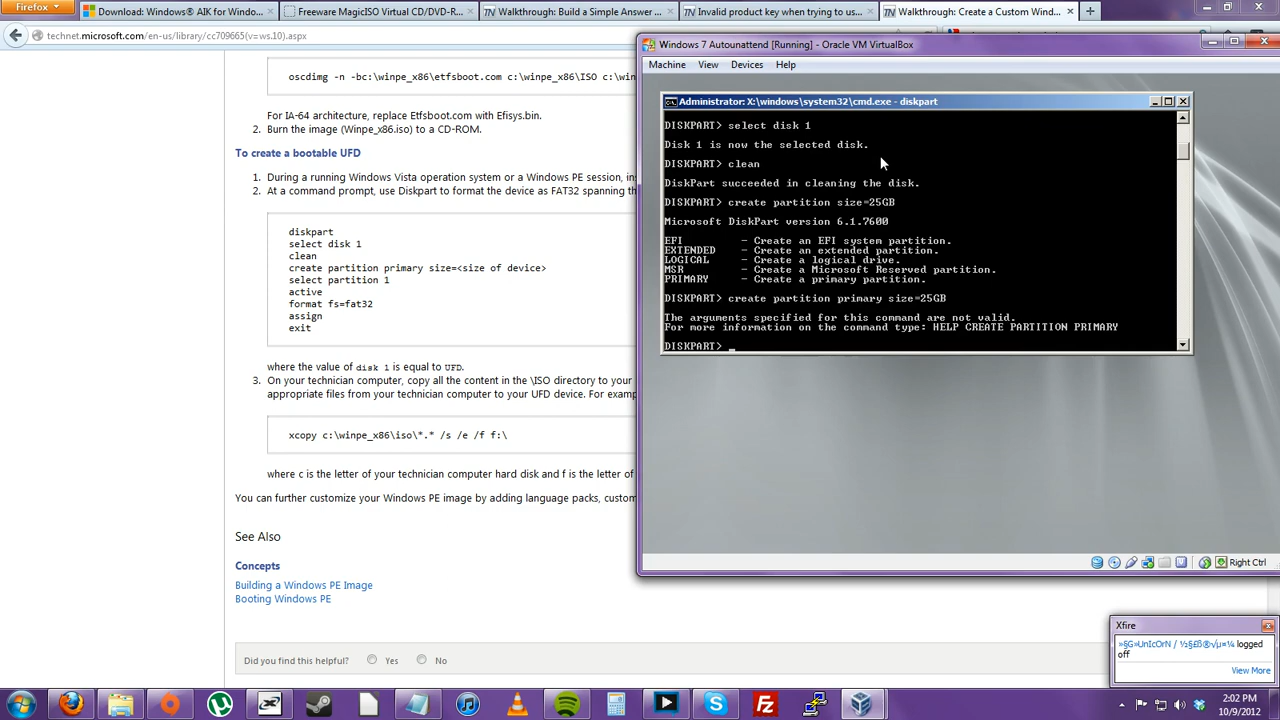 Firefox
Download: Windows® AIK for Window...
Freeware MagicISO Virtual CD/DVD-R...
Walkthrough: Build a Simple Answer ...
Invalid product key when trying to us...
Walkthrough: Create a Custom Wind...
technet.microsoft.com/en-us/library/cc709665(v=ws.10).aspx
oscdimg -n -bc:\winpe_x86\etfsboot.com c:\winpe_x86\ISO c:\win
For IA-64 architecture, replace Etfsboot.com with Efisys.bin.
2. Burn the image (Winpe_x86.iso) to a CD-ROM.
To create a bootable UFD
1. During a running Windows Vista operation system or a Windows PE session, ins
2. At a command prompt, use Diskpart to format the device as FAT32 spanning th
diskpart
select disk 1
clean
create partition primary size=<size of device>
select partition 1
active
format fs=fat32
assign
exit
where the value of disk 1 is equal to UFD.
3. On your technician computer, copy all the content in the \ISO directory to your
appropriate files from your technician computer to your UFD device. For examp
xcopy c:\winpe_x86\iso\*.* /s /e /f f:\
where c is the letter of your technician computer hard disk and f is the letter of
You can further customize your Windows PE image by adding language packs, custom
See Also
Concepts
Building a Windows PE Image
Booting Windows PE
Did you find this helpful? Yes No
Windows 7 Autounattend [Running] - Oracle VM VirtualBox
Machine View Devices Help
Administrator: X:\windows\system32\cmd.exe - diskpart
DISKPART> select disk 1
Disk 1 is now the selected disk.
DISKPART> clean
DiskPart succeeded in cleaning the disk.
DISKPART> create partition size=25GB
Microsoft DiskPart version 6.1.7600
EFI - Create an EFI system partition.
EXTENDED - Create an extended partition.
LOGICAL - Create a logical drive.
MSR - Create a Microsoft Reserved partition.
PRIMARY - Create a primary partition.
DISKPART> create partition primary size=25GB
The arguments specified for this command are not valid.
For more information on the command type: HELP CREATE PARTITION PRIMARY
DISKPART> _
Right Ctrl
Xfire
»§G»UnIcOrN / ½§£ß®√µ=¼ logged
off
View More
2:02 PM
10/9/2012